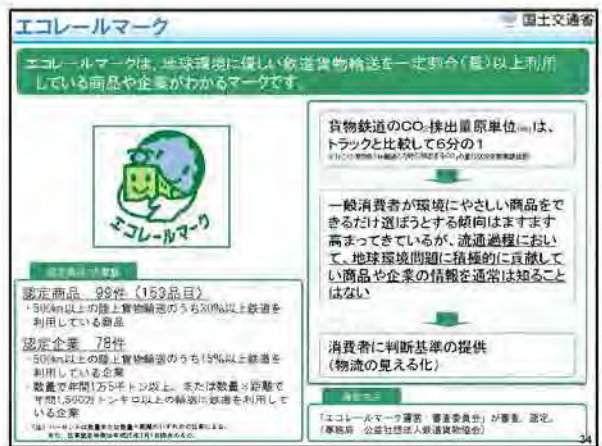 エコレールマーク
国土交通省
エコレールマークは、地球環境に優しい鉄道貨物輸送を一定割合(量)以上利用
している商品や企業がわかるマークです。
エコレールマーク
貨物鉄道のCO₂排出量原単位は、
トラックと比較して6分の1
一般消費者が環境にやさしい商品をで
きるだけ選ぼうとする傾向はますます
高まってきているが、流通過程におい
て、地球環境問題に積極的に貢献して
い商品や企業の情報を通常は知ること
はない
消費者に判断基準の提供
(物流の見える化)
認定商品 99件(153品目)
・500km以上の陸上貨物輸送のうち30%以上鉄道を
利用している商品
認定企業 78件
・500km以上の陸上貨物輸送のうち15%以上鉄道を
利用している企業
・数量で年間1万5千トン以上、または数量×距離で
年間1,500万トンキロ以上の輸送に鉄道を利用して
いる企業
「エコレールマーク運営・審査委員会」が審査、認定。
(事務局 公益社団法人鉄道貨物協会)
34